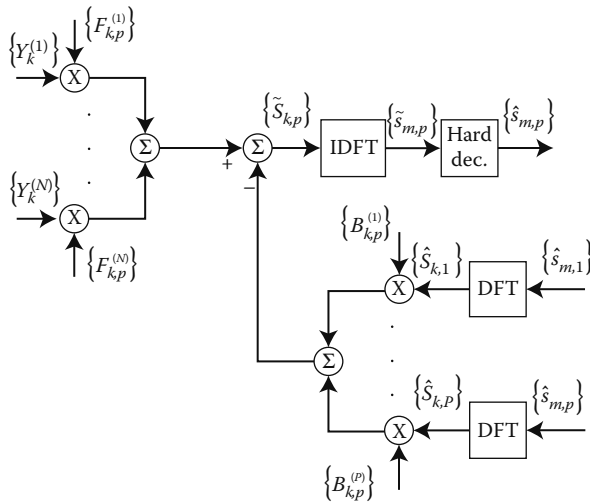 {F_{k,p}^{(1)}}
{Y_k^{(1)}}
X
{S̃_{k,p}}
{s̃_{m,p}}
{ŝ_{m,p}}
Σ
+
Σ
IDFT
Hard
dec.
−
{Y_k^{(N)}}
X
{F_{k,p}^{(N)}}
{B_{k,p}^{(1)}}
{Ŝ_{k,1}}
{ŝ_{m,1}}
X
DFT
Σ
{Ŝ_{k,P}}
{ŝ_{m,p}}
X
DFT
{B_{k,p}^{(P)}}